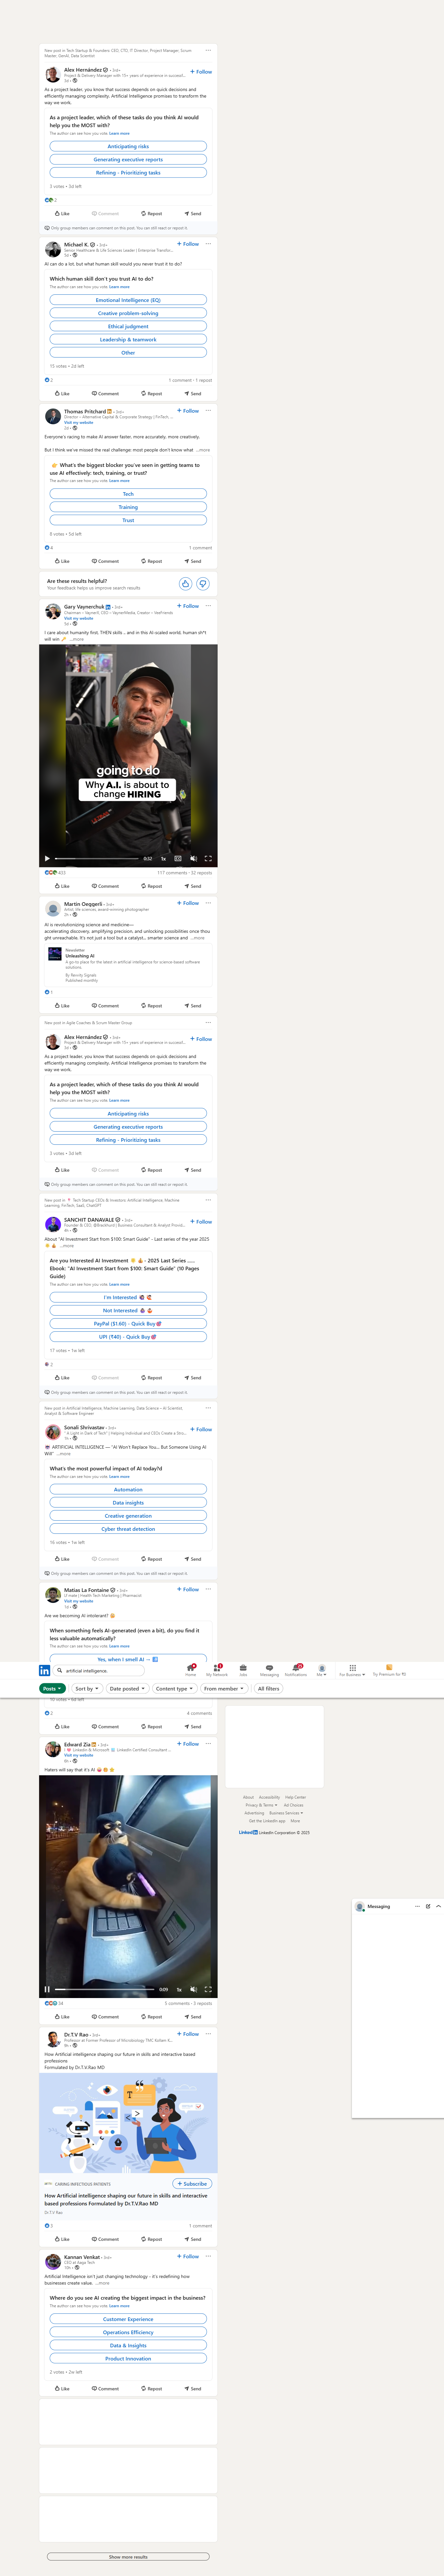 New post in Tech Startup & Founders: CEO, CTO, IT Director, Project Manager, Scrum
Master, GenAI, Data Scientist
Alex Hernández • 3rd+
Project & Delivery Manager with 15+ years of experience in successf...
3d •
+ Follow
As a project leader, you know that success depends on quick decisions and
efficiently managing complexity. Artificial Intelligence promises to transform the
way we work.
As a project leader, which of these tasks do you think AI would
help you the MOST with?
The author can see how you vote. Learn more
Anticipating risks
Generating executive reports
Refining - Prioritizing tasks
3 votes • 3d left
2
Like
Comment
Repost
Send
Only group members can comment on this post. You can still react or repost it.
Michael K. • 3rd+
Senior Healthcare & Life Sciences Leader | Enterprise Transfo...
5d •
+ Follow
AI can do a lot, but what human skill would you never trust it to do?
Which human skill don't you trust AI to do?
The author can see how you vote. Learn more
Emotional Intelligence (EQ)
Creative problem-solving
Ethical judgment
Leadership & teamwork
Other
15 votes • 2d left
1 comment • 1 repost
Like
Comment
Repost
Send
Thomas Pritchard • 3rd+
Director – Alternative Capital & Corporate Strategy | FinTech, ...
Visit my website
2d •
+ Follow
Everyone's racing to make AI answer faster, more accurately, more creatively.
But I think we've missed the real challenge: most people don't know what ...more
👉 What's the biggest blocker you've seen in getting teams to
use AI effectively: tech, training, or trust?
The author can see how you vote. Learn more
Tech
Training
Trust
8 votes • 5d left
4
1 comment
Like
Comment
Repost
Send
Are these results helpful?
Your feedback helps us improve search results
Gary Vaynerchuk • 3rd+
Chairman – VaynerX, CEO – VaynerMedia, Creator – VeeFriends
Visit my website
5d •
+ Follow
I care about humanity first. THEN skills .. and in this AI-scaled world, human sh*t
will win 🔑 ...more
going to do
Why A.I. is about to
change HIRING
0:12
1x
403
117 comments • 32 reposts
Like
Comment
Repost
Send
Martin Oeggerli • 3rd+
Artist: life sciences, award-winning photographer
2h •
+ Follow
AI is revolutionizing science and medicine—
accelerating discovery, amplifying precision, and unlocking possibilities once thou
ght unreachable. It's not just a tool but a catalyst... smarter science and ...more
Newsletter
Unleashing AI
A go-to place for the latest in artificial intelligence for science-based software
solutions.
By Revvity Signals
Published monthly
1
Like
Comment
Repost
Send
New post in Agile Coaches & Scrum Master Group
Alex Hernández • 3rd+
Project & Delivery Manager with 15+ years of experience in successf...
3d •
+ Follow
As a project leader, you know that success depends on quick decisions and
efficiently managing complexity. Artificial Intelligence promises to transform the
way we work.
As a project leader, which of these tasks do you think AI would
help you the MOST with?
The author can see how you vote. Learn more
Anticipating risks
Generating executive reports
Refining - Prioritizing tasks
3 votes • 3d left
Like
Comment
Repost
Send
Only group members can comment on this post. You can still react or repost it.
New post in Tech Startup CEOs & Investors: Artificial Intelligence, Machine
Learning, FinTech, SaaS, ChatGPT
SANCHIT DANAVALE • 3rd+
4h •
+ Follow
About "AI Investment Start from $100: Smart Guide" - Last series of the year 2025
...more
Are you Interested AI Investment - 2025 Last Series .....
Ebook: "AI Investment Start from $100: Smart Guide" (10 Pages
Guide)
The author can see how you vote. Learn more
I'm Interested
Not Interested
PayPal ($1.60) - Quick Buy
UPI (₹40) - Quick Buy
17 votes • 1w left
2
Like
Comment
Repost
Send
Only group members can comment on this post. You can still react or repost it.
New post in Artificial Intelligence, Machine Learning, Data Science - AI Scientist,
Analyst & Software Engineer
Sonali Shrivastav • 3rd+
" A Light in Dark of Tech" | Helping Individual and CEOs Create a Stro...
1h •
+ Follow
ARTIFICIAL INTELLIGENCE — "AI Won't Replace You... But Someone Using AI
Will" ...more
What's the most powerful impact of AI today?d
The author can see how you vote. Learn more
Automation
Data insights
Creative generation
Cyber threat detection
16 votes • 1w left
Like
Comment
Repost
Send
Only group members can comment on this post. You can still react or repost it.
Matias La Fontaine • 3rd+
U'create | Health Tech Marketing | Pharmacist
Visit my website
1d •
+ Follow
Are we becoming AI intolerant?
When something feels AI-generated (even a bit), do you find it
less valuable automatically?
The author can see how you vote. Learn more
Yes, when I smell AI →
in
artificial intelligence.
Home
My Network
Messaging
Jobs
Notifications
Me
For Business
Try Premium for ₹0
Posts
Sort by
Date posted
Content type
From member
All filters
4 comments
Like
Comment
Repost
Send
Edward Zia • 3rd+
Visit my website
+ Follow
Haters will say that it's AI
0:09
1x
5 comments • 3 reposts
Like
Comment
Repost
Send
Dr.T.V Rao • 3rd+
+ Follow
How Artificial intelligence shaping our future in skills and interactive based
professions
Formulated by Dr.T.V.Rao MD
CARING INFECTIOUS PATIENTS
+ Subscribe
How Artificial intelligence shaping our future in skills and interactive
based professions Formulated by Dr.T.V.Rao MD
Dr.T.V Rao
1 comment
Like
Comment
Repost
Send
Kannan Venkat • 3rd+
+ Follow
Artificial Intelligence isn't just changing technology - it's redefining how
businesses create value. ...more
Where do you see AI creating the biggest impact in the business?
The author can see how you vote. Learn more
Customer Experience
Operations Efficiency
Data & Insights
Product Innovation
2 votes • 2w left
Like
Comment
Repost
Send
Show more results
About
Accessibility
Help Center
Privacy & Terms
Ad Choices
Advertising
Business Services
Get the LinkedIn app
More
LinkedIn LinkedIn Corporation © 2025
Messaging